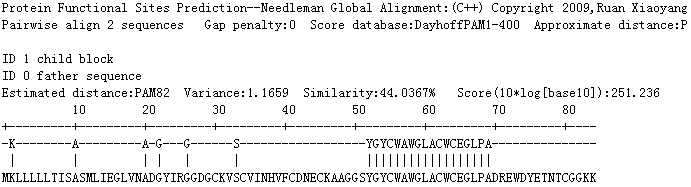 Protein Functional Sites Prediction--Needleman Global Alignment:(C++) Copyright 2009,Ruan Xiaoyang
Pairwise align 2 sequences   Gap penalty:0  Score database:DayhoffPAM1-400  Approximate distance:P
ID 1 child block
ID 0 father sequence
Estimated distance:PAM82  Variance:1.1659  Similarity:44.0367%   Score(10*log[base10]):251.236
          10        20        30        40        50        60        70        80
+---------|---------|---------|---------|---------|---------|---------|---------|----
-K--------A---------A-G---G------S------------------YGYCWAWGLACWCEGLPA---------------
 |        |         | |   |      |                  ||||||||||||||||||
MKLLLLLTISASMLIEGLVNADGYIRGGDGCKVSCVINHVFCDNECKAAGGSYGYCWAWGLACWCEGLPADREWDYETNTCGGKK